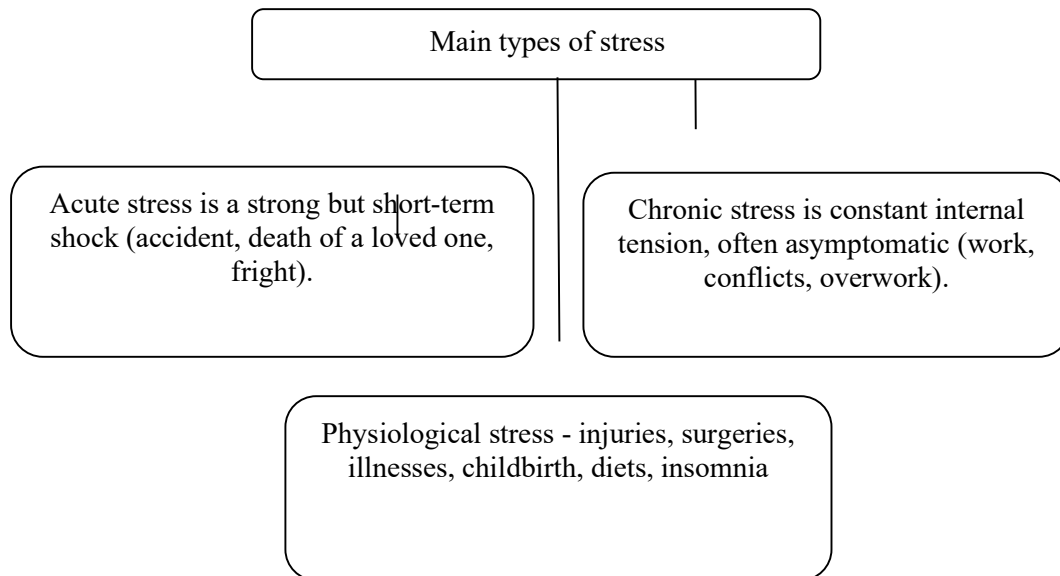 Main types of stress
Acute stress is a strong but short-term
shock (accident, death of a loved one,
fright).
Chronic stress is constant internal
tension, often asymptomatic (work,
conflicts, overwork).
Physiological stress - injuries, surgeries,
illnesses, childbirth, diets, insomnia